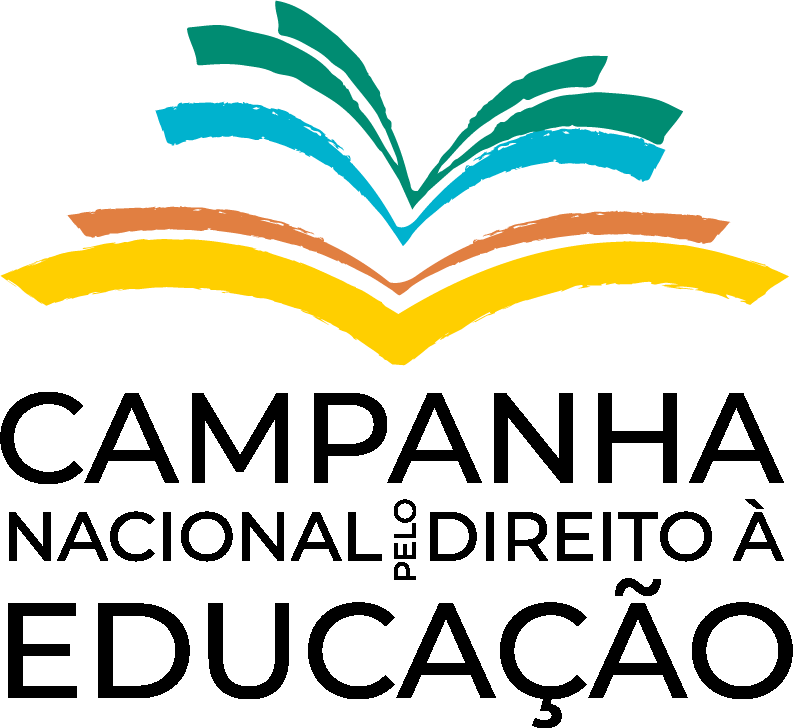 CAMPANHA
NACIONAL PELO DIREITO À
EDUCAÇÃO